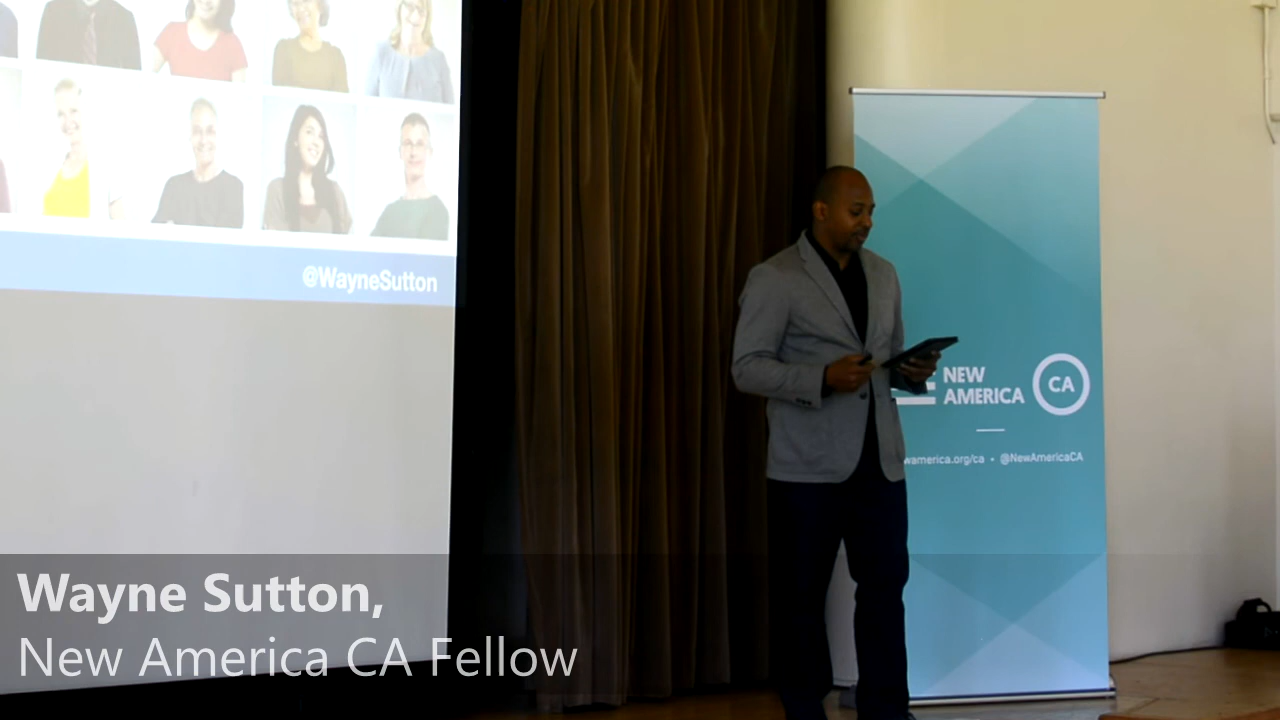 @WayneSutton
NEW
AMERICA
CA
wamerica.org/ca • @NewAmericaCA
Wayne Sutton,
New America CA Fellow